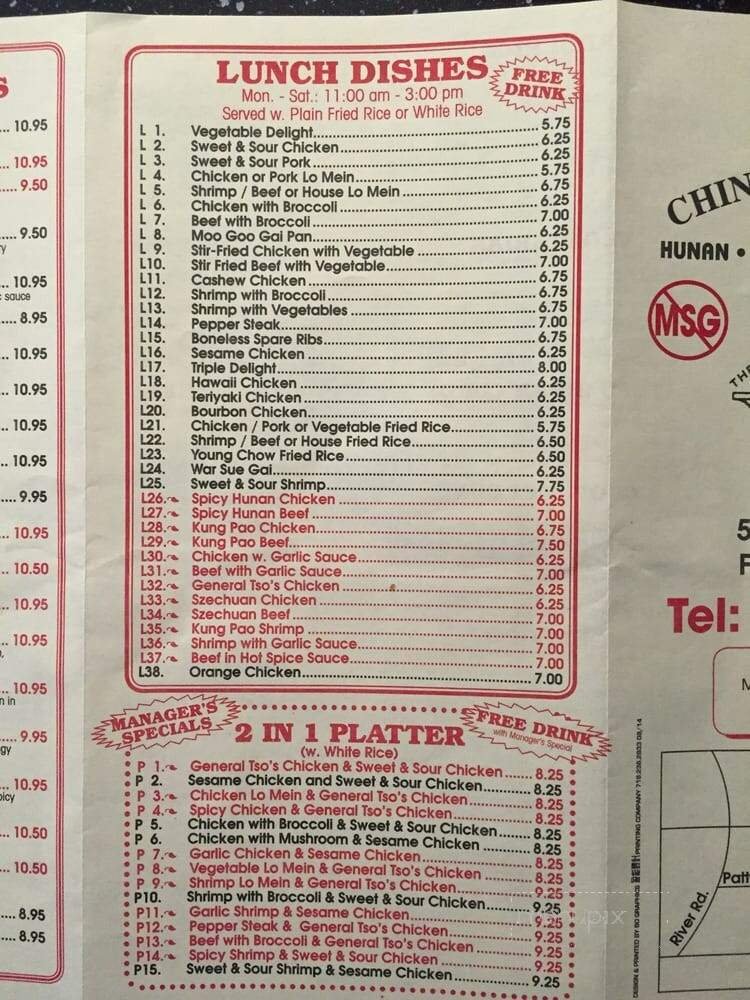 S
... 10.95
... 10.95
... 9.50
... 9.50
ry
... 10.95
c sauce
.... 8.95
... 10.95
... 10.95
... 10.95
... 10.95
.... 9.95
... 10.95
... 10.50
... 10.95
... 10.95
... 10.95
n in
.... 9.95
gy
... 10.95
picy
... 10.50
... 10.50
.... 8.95
.... 8.95
LUNCH DISHES
FREE DRINK
Mon. - Sat.: 11:00 am - 3:00 pm
Served w. Plain Fried Rice or White Rice
L 1. Vegetable Delight 5.75
L 2. Sweet & Sour Chicken 6.25
L 3. Sweet & Sour Pork 6.25
L 4. Chicken or Pork Lo Mein 5.75
L 5. Shrimp / Beef or House Lo Mein 6.75
L 6. Chicken with Broccoli 6.25
L 7. Beef with Broccoli 7.00
L 8. Moo Goo Gai Pan 6.25
L 9. Stir-Fried Chicken with Vegetable 6.25
L10. Stir Fried Beef with Vegetable 7.00
L11. Cashew Chicken 6.75
L12. Shrimp with Broccoli 6.75
L13. Shrimp with Vegetables 6.75
L14. Pepper Steak 7.00
L15. Boneless Spare Ribs 6.75
L16. Sesame Chicken 6.25
L17. Triple Delight 8.00
L18. Hawaii Chicken 6.25
L19. Teriyaki Chicken 6.25
L20. Bourbon Chicken 6.25
L21. Chicken / Pork or Vegetable Fried Rice 5.75
L22. Shrimp / Beef or House Fried Rice 6.50
L23. Young Chow Fried Rice 6.50
L24. War Sue Gai 6.25
L25. Sweet & Sour Shrimp 7.75
L26. Spicy Hunan Chicken 6.25
L27. Spicy Hunan Beef 7.00
L28. Kung Pao Chicken 6.75
L29. Kung Pao Beef 7.50
L30. Chicken w. Garlic Sauce 6.25
L31. Beef with Garlic Sauce 7.00
L32. General Tso's Chicken 6.25
L33. Szechuan Chicken 6.25
L34. Szechuan Beef 7.00
L35. Kung Pao Shrimp 7.00
L36. Shrimp with Garlic Sauce 7.00
L37. Beef in Hot Spice Sauce 7.00
L38. Orange Chicken 7.00
MANAGER'S SPECIALS
2 IN 1 PLATTER
FREE DRINK
with Manager's Special
(w. White Rice)
P 1. General Tso's Chicken & Sweet & Sour Chicken 8.25
P 2. Sesame Chicken and Sweet & Sour Chicken 8.25
P 3. Chicken Lo Mein & General Tso's Chicken 8.25
P 4. Spicy Chicken & General Tso's Chicken 8.25
P 5. Chicken with Broccoli & Sweet & Sour Chicken 8.25
P 6. Chicken with Mushroom & Sesame Chicken 8.25
P 7. Garlic Chicken & Sesame Chicken 8.25
P 8. Vegetable Lo Mein & General Tso's Chicken 8.25
P 9. Shrimp Lo Mein & General Tso's Chicken 9.25
P10. Shrimp with Broccoli & Sweet & Sour Chicken 9.25
P11. Garlic Shrimp & Sesame Chicken 9.25
P12. Pepper Steak & General Tso's Chicken 9.25
P13. Beef with Broccoli & General Tso's Chicken 9.25
P14. Spicy Shrimp & Sweet & Sour Chicken 9.25
P15. Sweet & Sour Shrimp & Sesame Chicken 9.25
CHIN
HUNAN •
MSG
THE
5
F
Tel:
M
River Rd.
Patt
DESIGN & PRINTED BY BO GRAPHICS PRINTING COMPANY 718.238.2833 08/14